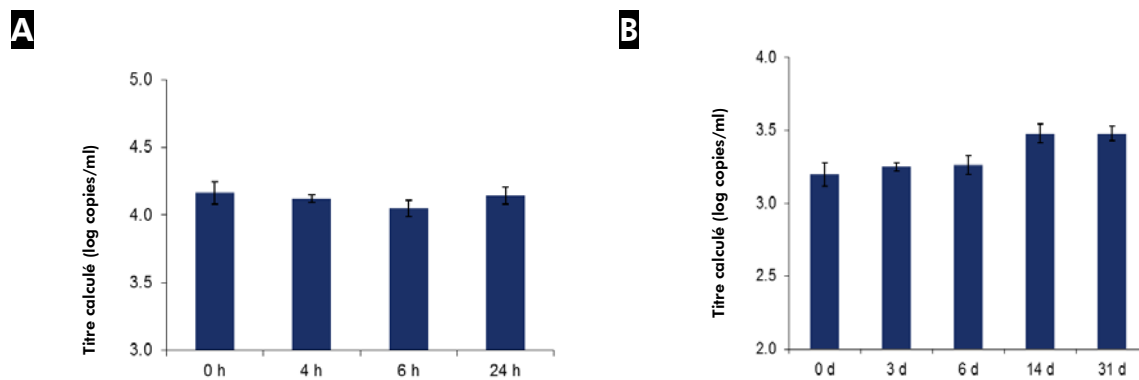 A
Titre calculé (log copies/ml)
5.0
4.5
4.0
3.5
3.0
0 h 4 h 6 h 24 h
B
Titre calculé (log copies/ml)
4.0
3.5
3.0
2.5
2.0
0 d 3 d 6 d 14 d 31 d